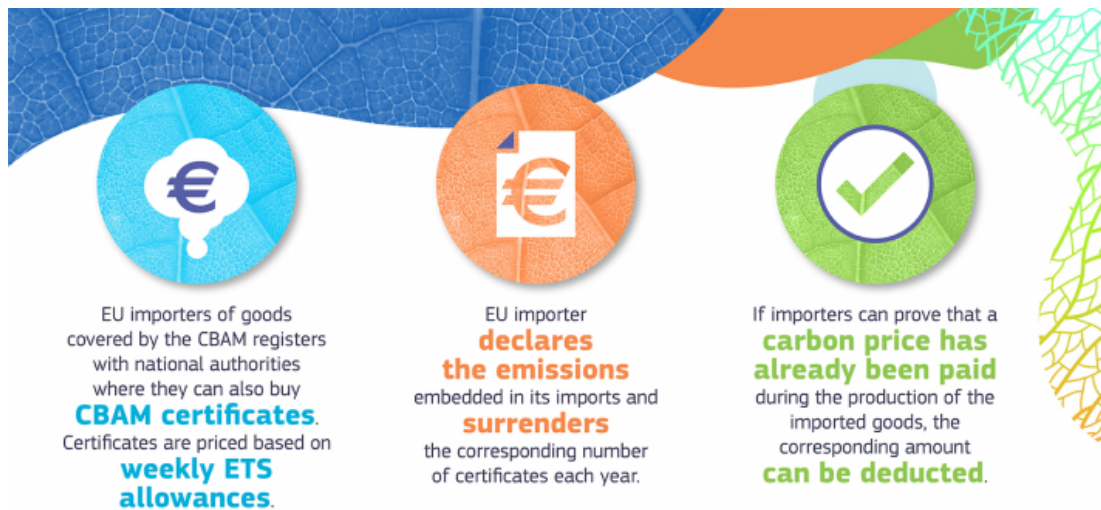 EU importers of goods
covered by the CBAM registers
with national authorities
where they can also buy
CBAM certificates.
Certificates are priced based on
weekly ETS
allowances.
EU importer
declares
the emissions
embedded in its imports and
surrenders
the corresponding number
of certificates each year.
If importers can prove that a
carbon price has
already been paid
during the production of the
imported goods, the
corresponding amount
can be deducted.